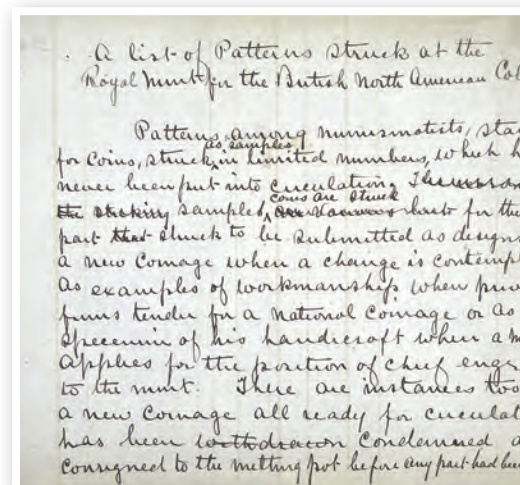 A list of Patterns struck at the
Royal Mint for the British North American Col
Patterns among numismatists, sta
as samples
for coins, struck in limited numbers, which h
never been put into circulation.
coins are struck
the striking samples, for the
part that struck to be submitted as designs
a new coinage when a change is contempl
as examples of workmanship when priv
firms tender for a national coinage or as
specimen of his handicraft when a m
applies for the position of chief engr
to the mint. There are instances too
a new coinage all ready for circulat
has been withdrawn condemned a
consigned to the melting pot before any part had been